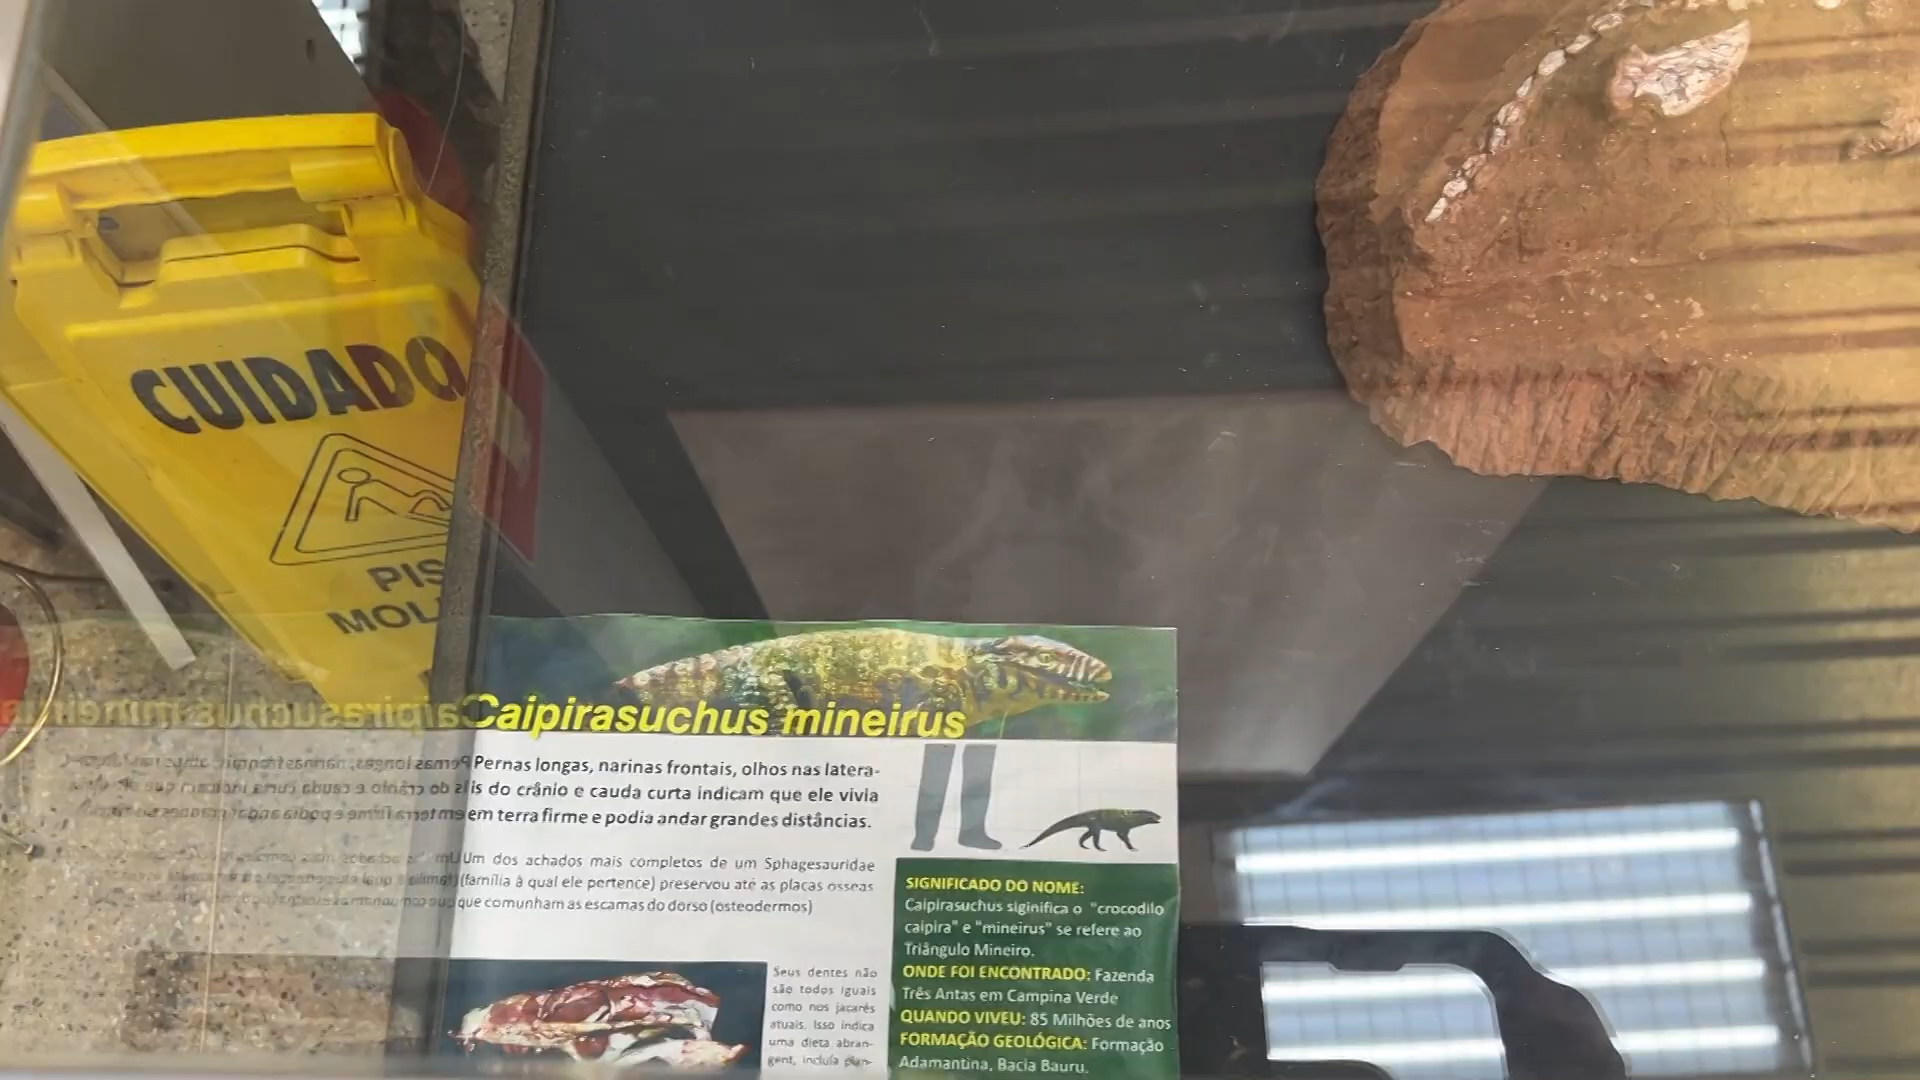 CUIDADO
PIS
MOL
Caipirasuchus mineirus
Pernas longas, narinas frontais, olhos nas latera-
is do crânio e cauda curta indicam que ele vivia
em terra firme e podia andar grandes distâncias.
Um dos achados mais completos de um Sphagesauridae
(família à qual ele pertence) preservou até as placas osseas
que comunham as escamas do dorso (osteodermos)
Seus dentes não
são todos iguais
como nos jacarés
atuais. Isso indica
uma dieta abran-
gent, incluía plan-
SIGNIFICADO DO NOME:
Caipirasuchus siginifica o "crocodilo
caipira" e "mineirus" se refere ao
Triângulo Mineiro.
ONDE FOI ENCONTRADO: Fazenda
Três Antas em Campina Verde
QUANDO VIVEU: 85 Milhões de anos
FORMAÇÃO GEOLÓGICA: Formação
Adamantina, Bacia Bauru.